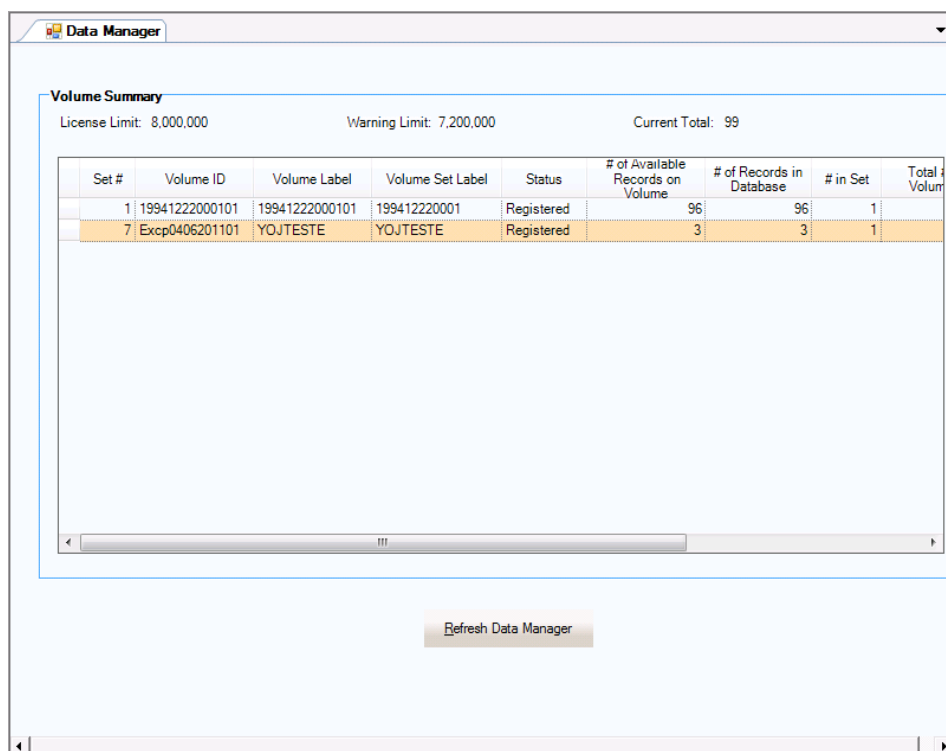 Data Manager
Volume Summary
License Limit: 8,000,000 Warning Limit: 7,200,000 Current Total: 99
Set # Volume ID Volume Label Volume Set Label Status # of Available Records on Volume # of Records in Database # in Set Total # Volum
1 19941222000101 19941222000101 199412220001 Registered 96 96 1
7 Excp0406201101 YOJTESTE YOJTESTE Registered 3 3 1
Refresh Data Manager